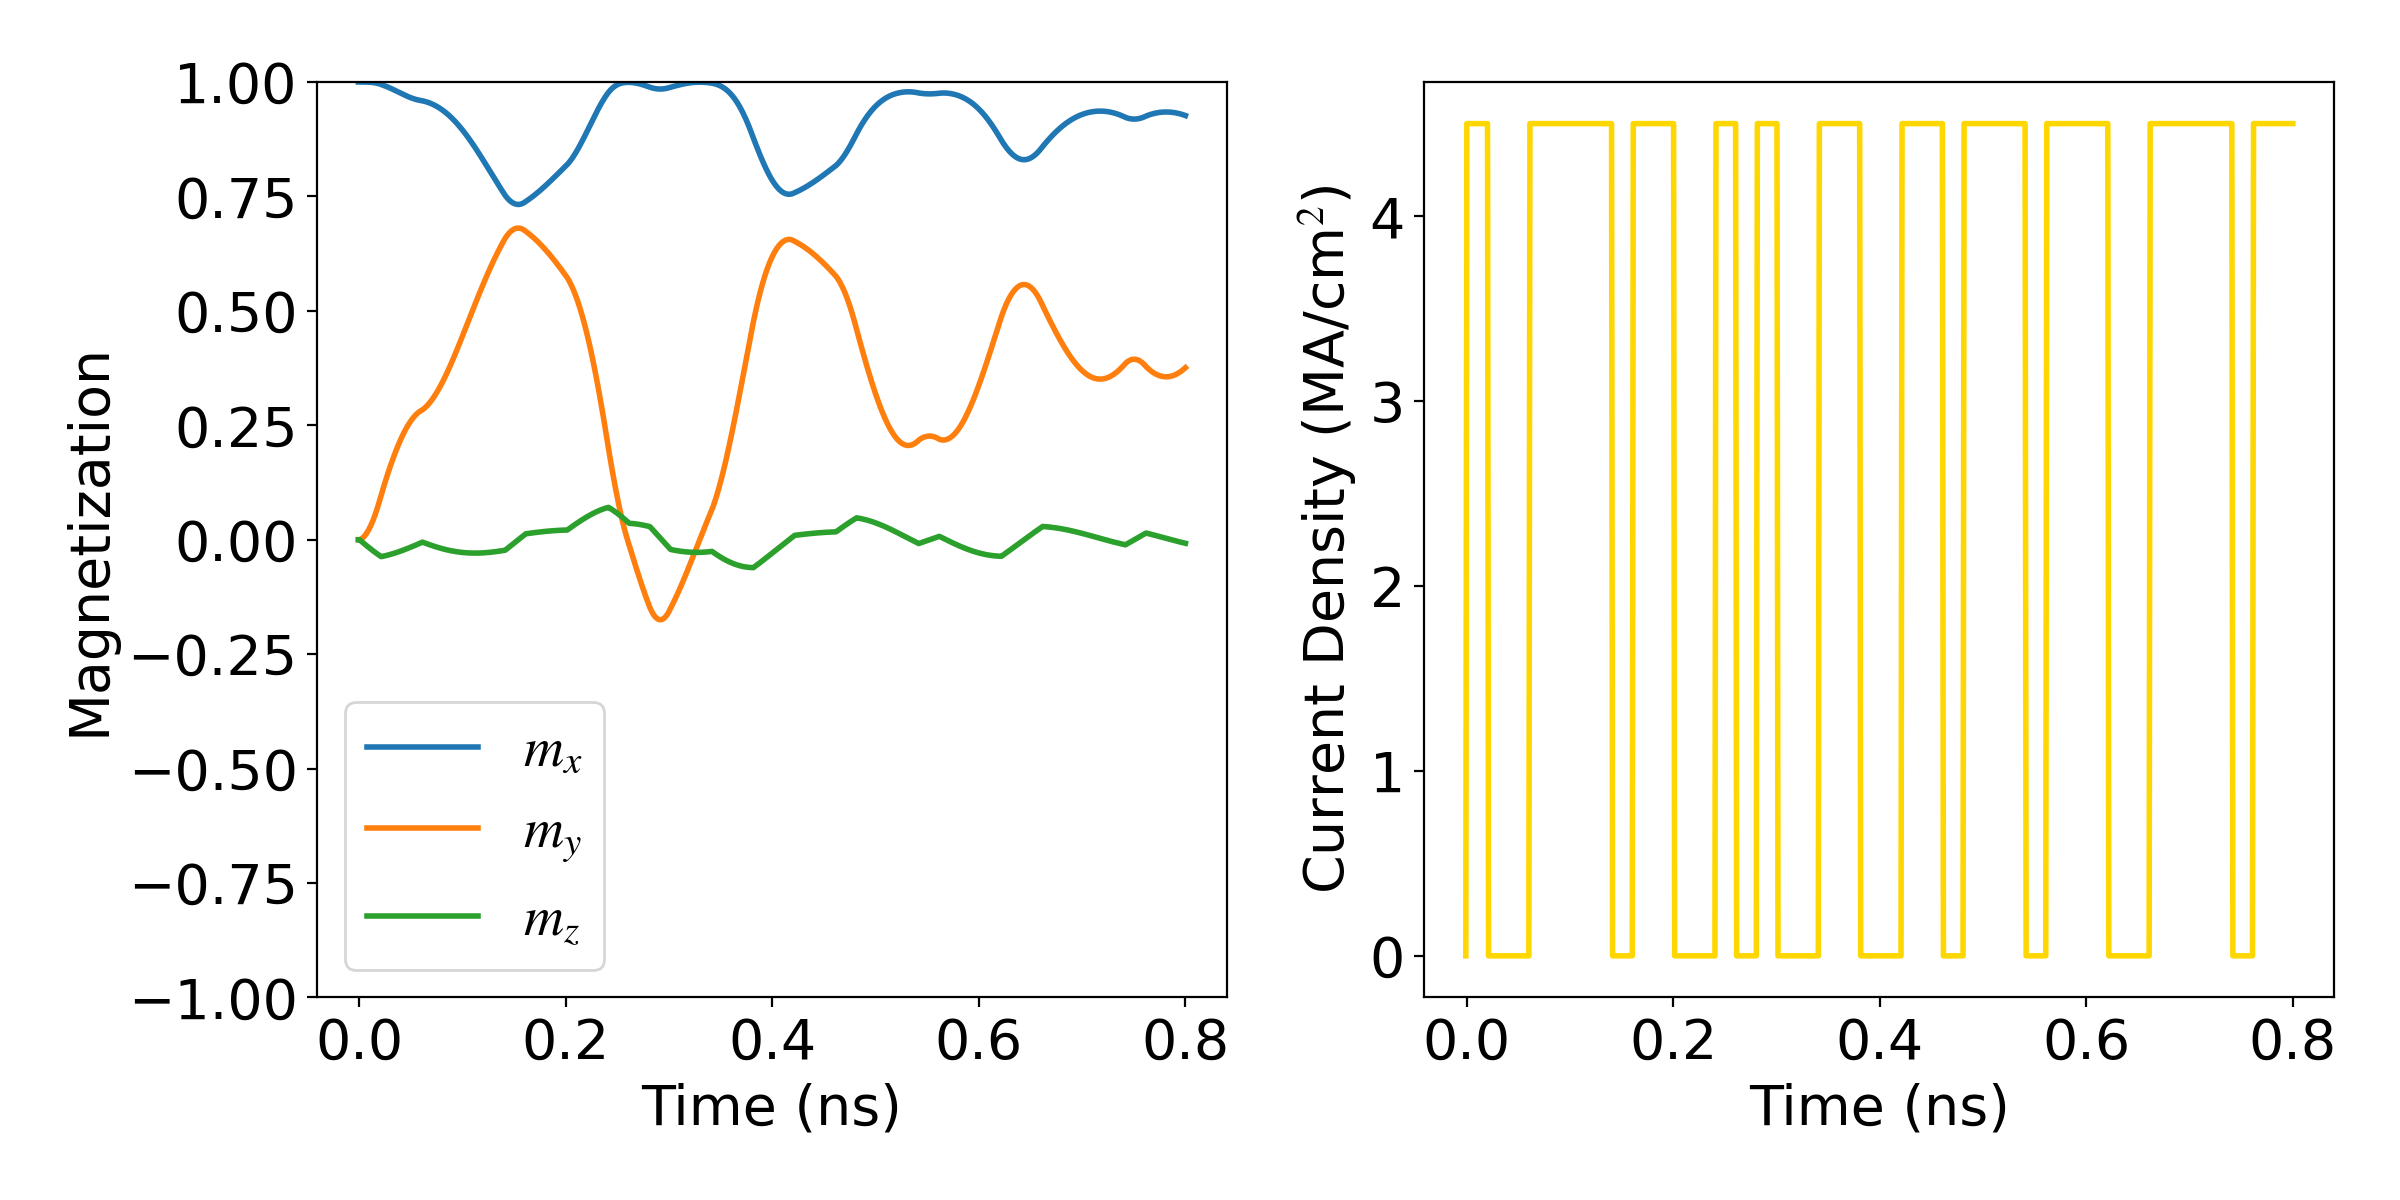 1.00
0.75
0.50
0.25
0.00
−0.25
−0.50
−0.75
−1.00
Magnetization
0.0 0.2 0.4 0.6 0.8
Time (ns)
m_x
m_y
m_z
4
3
2
1
0
Current Density (MA/cm²)
0.0 0.2 0.4 0.6 0.8
Time (ns)